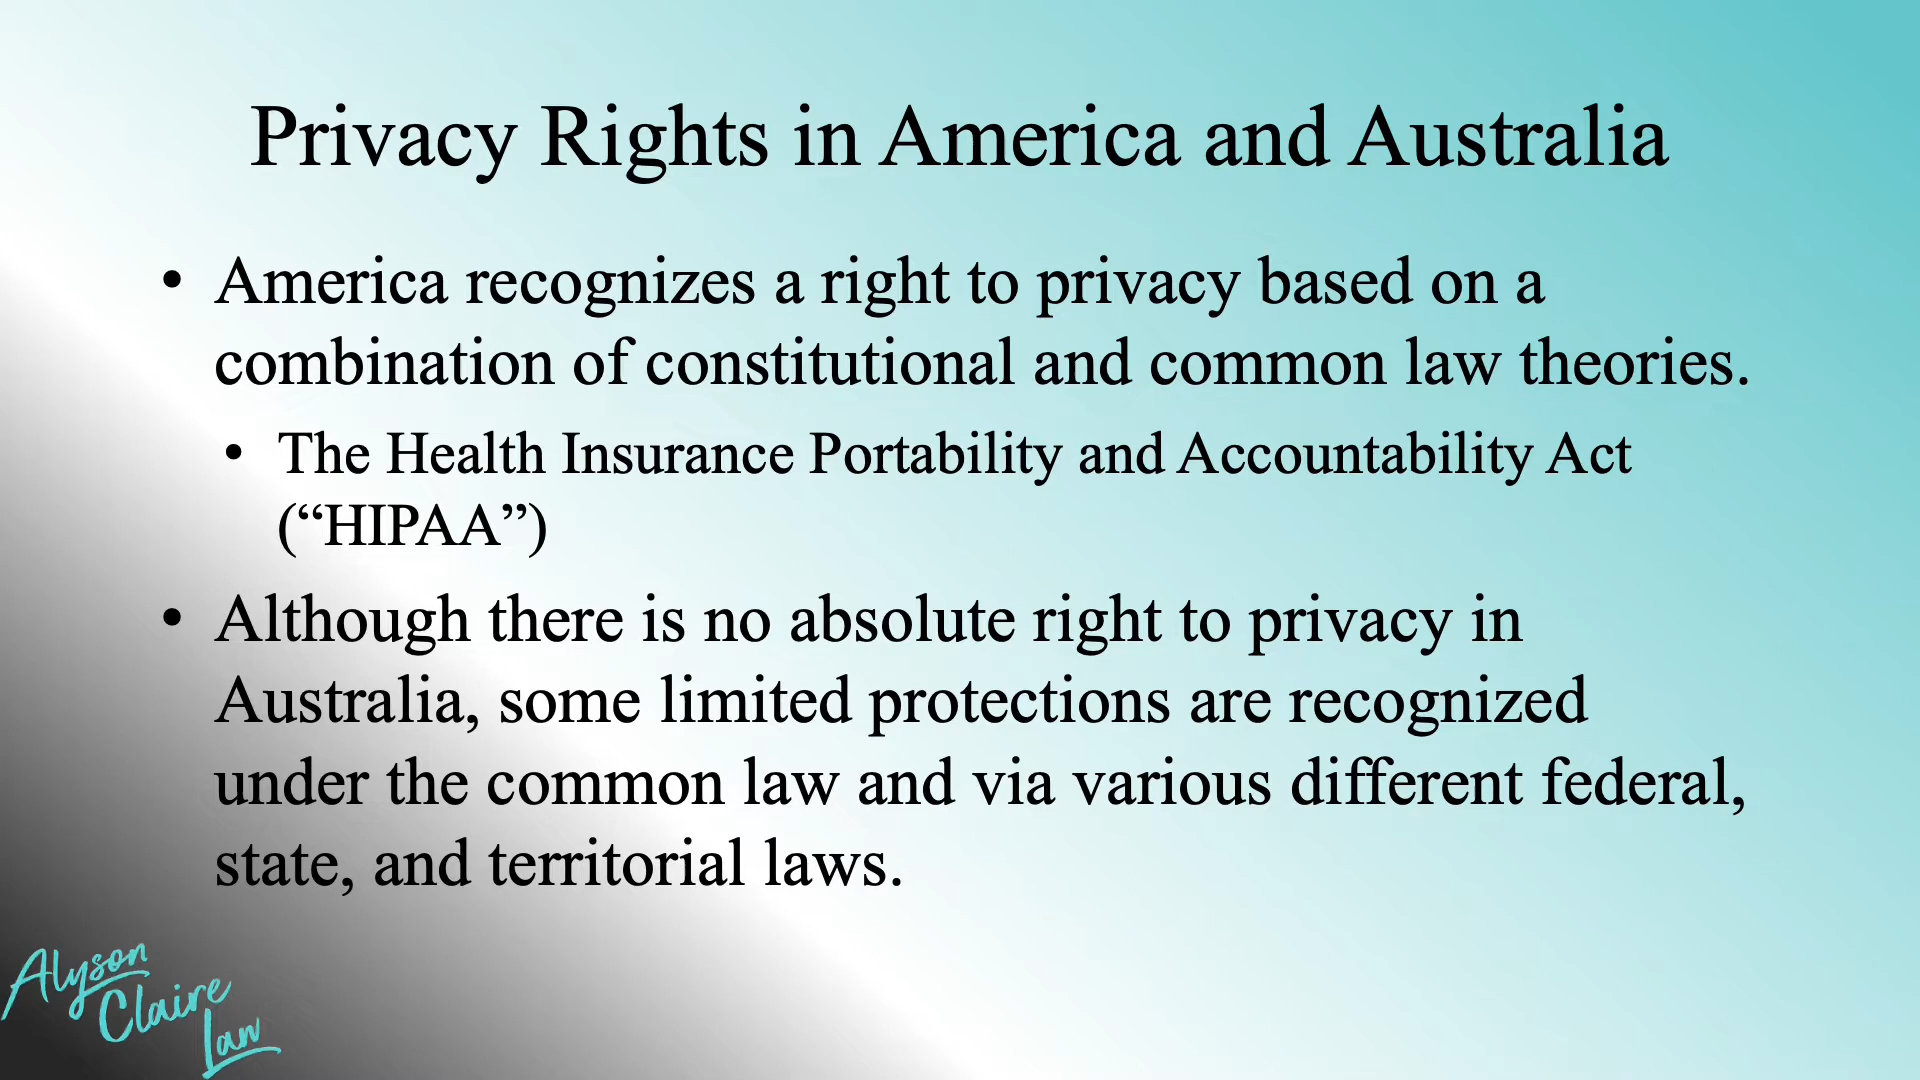 Privacy Rights in America and Australia
• America recognizes a right to privacy based on a
combination of constitutional and common law theories.
• The Health Insurance Portability and Accountability Act
(“HIPAA”)
• Although there is no absolute right to privacy in
Australia, some limited protections are recognized
under the common law and via various different federal,
state, and territorial laws.
Alyson
Claire
Law